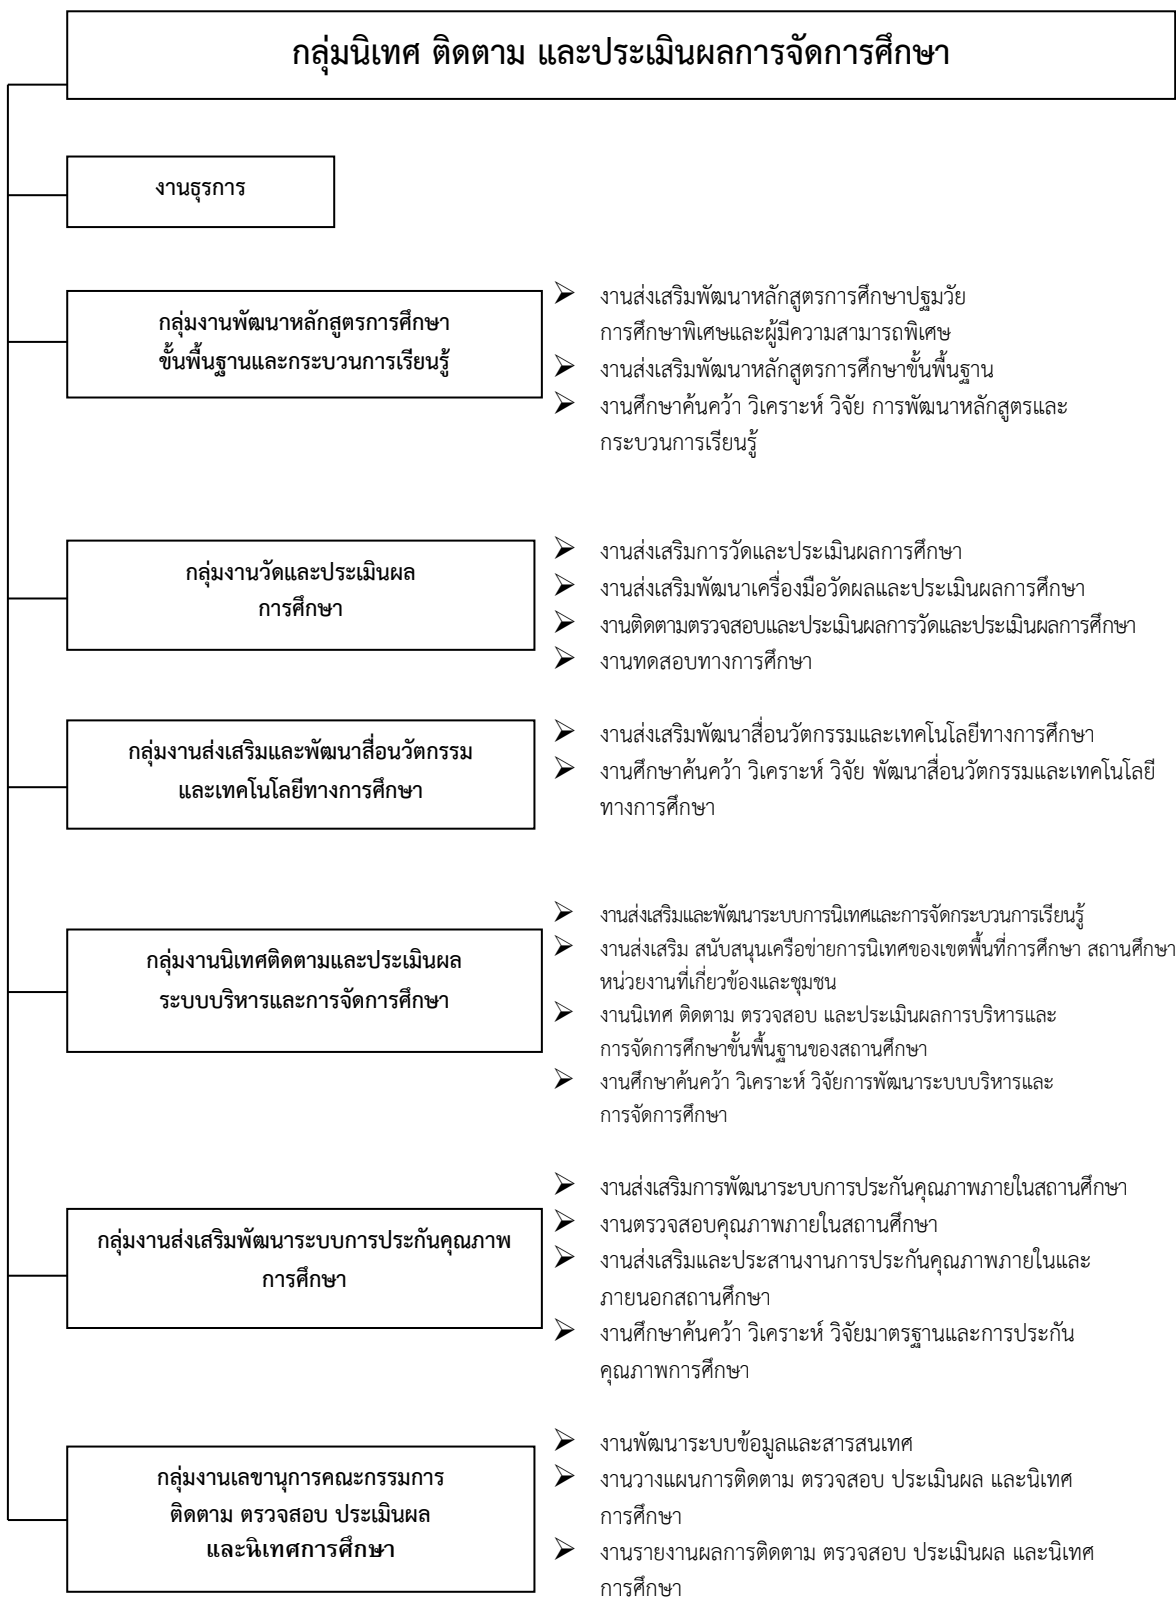 กลุ่มนิเทศ ติดตาม และประเมินผลการจัดการศึกษา
งานธุรการ
กลุ่มงานพัฒนาหลักสูตรการศึกษา
ขั้นพื้นฐานและกระบวนการเรียนรู้
งานส่งเสริมพัฒนาหลักสูตรการศึกษาปฐมวัย
การศึกษาพิเศษและผู้มีความสามารถพิเศษ
งานส่งเสริมพัฒนาหลักสูตรการศึกษาขั้นพื้นฐาน
งานศึกษาค้นคว้า วิเคราะห์ วิจัย การพัฒนาหลักสูตรและ
กระบวนการเรียนรู้
กลุ่มงานวัดและประเมินผล
การศึกษา
งานส่งเสริมการวัดและประเมินผลการศึกษา
งานส่งเสริมพัฒนาเครื่องมือวัดผลและประเมินผลการศึกษา
งานติดตามตรวจสอบและประเมินผลการวัดและประเมินผลการศึกษา
งานทดสอบทางการศึกษา
กลุ่มงานส่งเสริมและพัฒนาสื่อนวัตกรรม
และเทคโนโลยีทางการศึกษา
งานส่งเสริมพัฒนาสื่อนวัตกรรมและเทคโนโลยีทางการศึกษา
งานศึกษาค้นคว้า วิเคราะห์ วิจัย พัฒนาสื่อนวัตกรรมและเทคโนโลยี
ทางการศึกษา
กลุ่มงานนิเทศติดตามและประเมินผล
ระบบบริหารและการจัดการศึกษา
งานส่งเสริมและพัฒนาระบบการนิเทศและการจัดกระบวนการเรียนรู้
งานส่งเสริม สนับสนุนเครือข่ายการนิเทศของเขตพื้นที่การศึกษา สถานศึกษา
หน่วยงานที่เกี่ยวข้องและชุมชน
งานนิเทศ ติดตาม ตรวจสอบ และประเมินผลการบริหารและ
การจัดการศึกษาขั้นพื้นฐานของสถานศึกษา
งานศึกษาค้นคว้า วิเคราะห์ วิจัยการพัฒนาระบบบริหารและ
การจัดการศึกษา
กลุ่มงานส่งเสริมพัฒนาระบบการประกันคุณภาพ
การศึกษา
งานส่งเสริมการพัฒนาระบบการประกันคุณภาพภายในสถานศึกษา
งานตรวจสอบคุณภาพภายในสถานศึกษา
งานส่งเสริมและประสานงานการประกันคุณภาพภายในและ
ภายนอกสถานศึกษา
งานศึกษาค้นคว้า วิเคราะห์ วิจัยมาตรฐานและการประกัน
คุณภาพการศึกษา
กลุ่มงานเลขานุการคณะกรรมการ
ติดตาม ตรวจสอบ ประเมินผล
และนิเทศการศึกษา
งานพัฒนาระบบข้อมูลและสารสนเทศ
งานวางแผนการติดตาม ตรวจสอบ ประเมินผล และนิเทศ
การศึกษา
งานรายงานผลการติดตาม ตรวจสอบ ประเมินผล และนิเทศ
การศึกษา